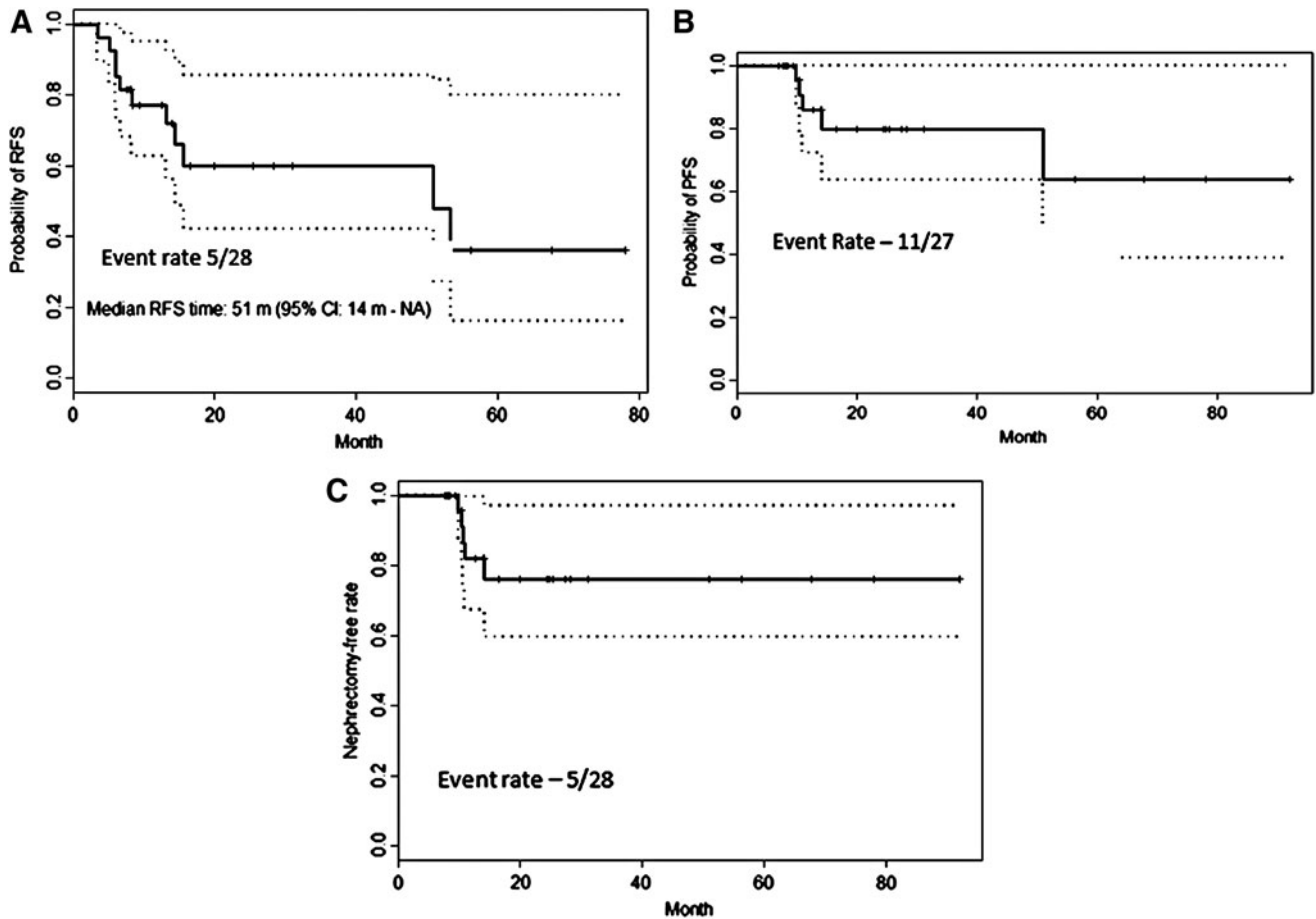 A
Probability of RFS
1.0
0.8
0.6
0.4
0.2
0.0
Event rate 5/28
Median RFS time: 51 m (95% CI: 14 m - NA)
0 20 40 60 80
Month
B
Probability of PFS
1.0
0.8
0.6
0.4
0.2
0.0
Event Rate – 11/27
0 20 40 60 80
Month
C
Nephrectomy-free rate
1.0
0.8
0.6
0.4
0.2
0.0
Event rate – 5/28
0 20 40 60 80
Month